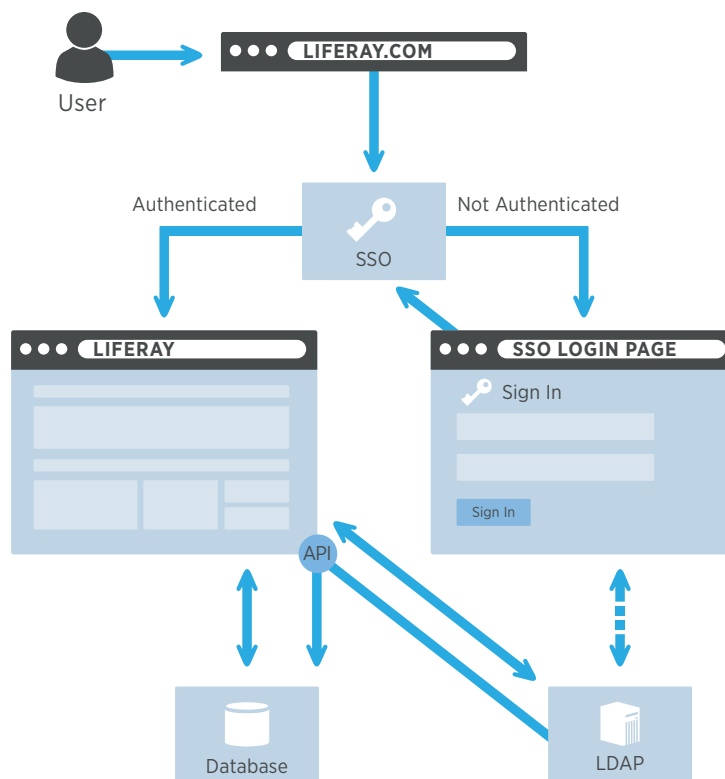 LIFERAY.COM
User
Authenticated
Not Authenticated
SSO
LIFERAY
SSO LOGIN PAGE
Sign In
Sign In
API
Database
LDAP